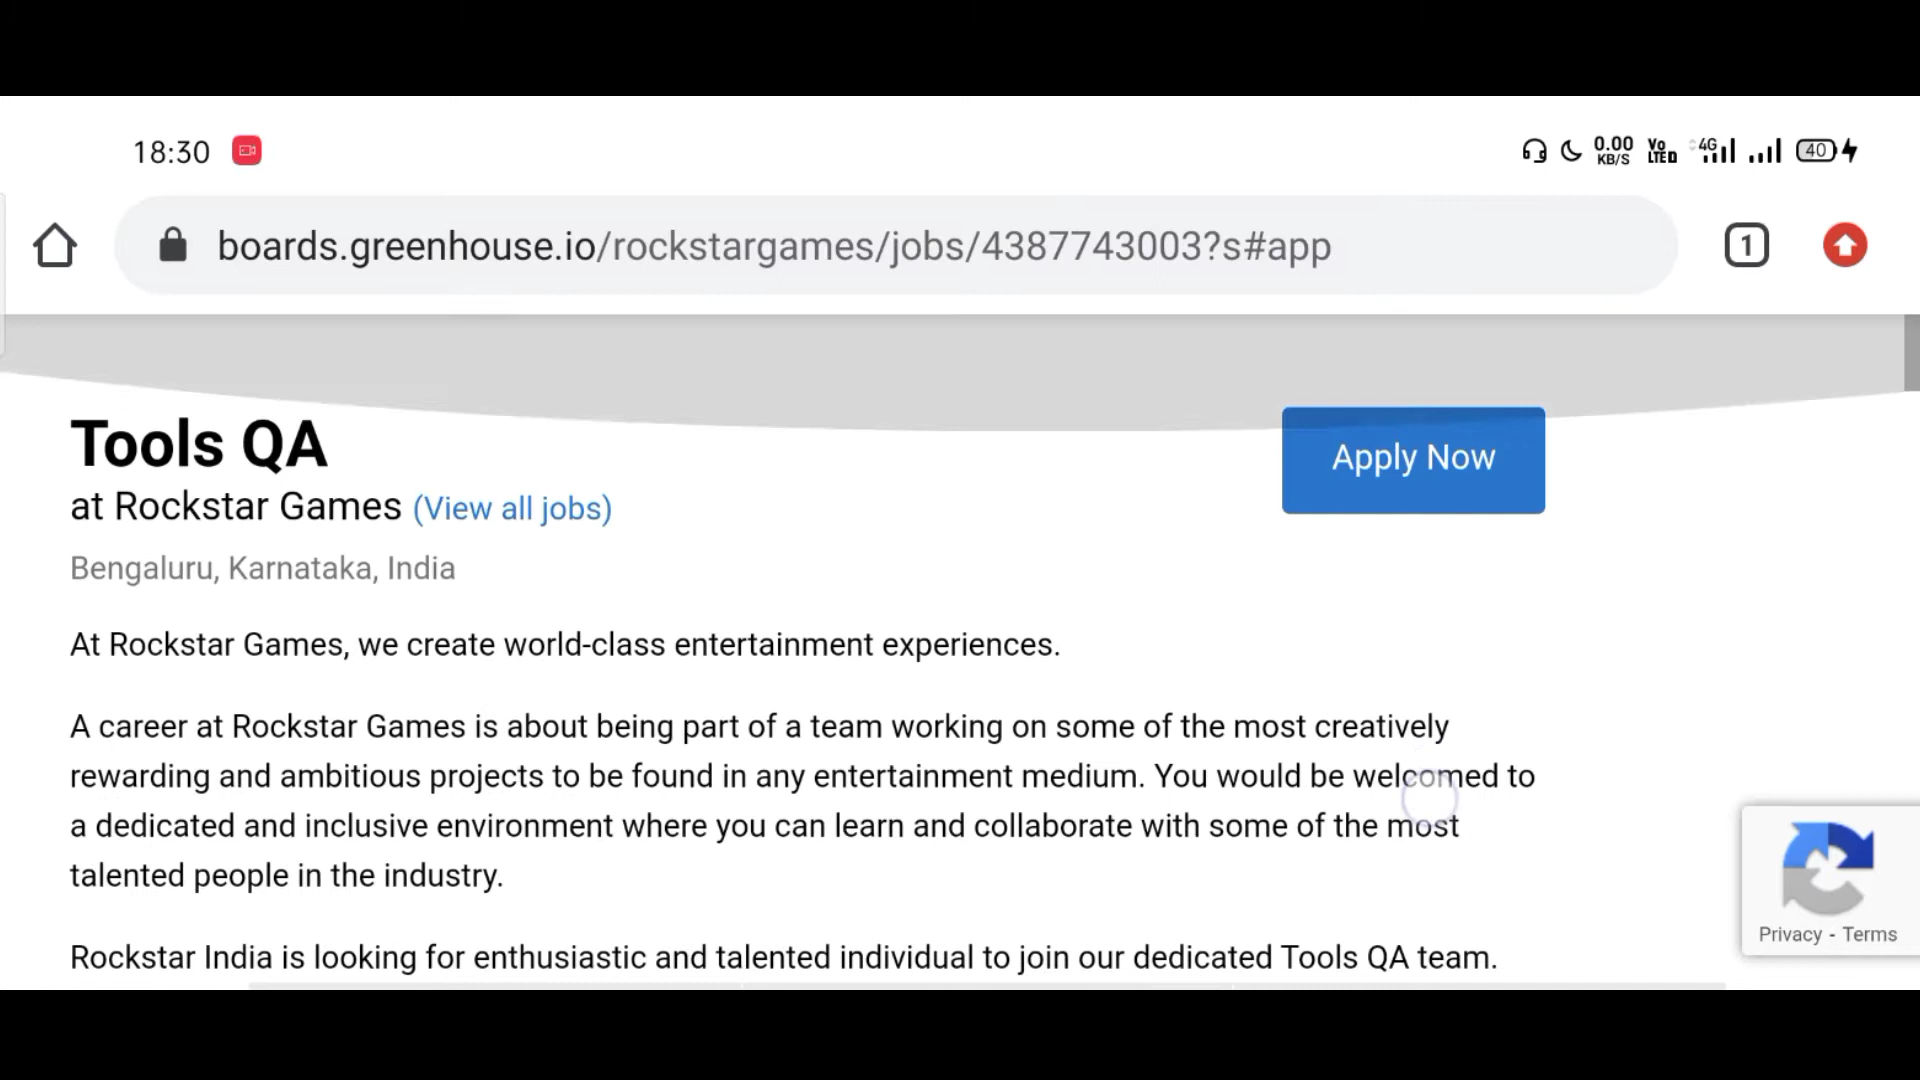 18:30
0.00 KB/S
Vo LTE
4G
40
boards.greenhouse.io/rockstargames/jobs/4387743003?s#app
1
Tools QA
Apply Now
at Rockstar Games (View all jobs)
Bengaluru, Karnataka, India
At Rockstar Games, we create world-class entertainment experiences.
A career at Rockstar Games is about being part of a team working on some of the most creatively
rewarding and ambitious projects to be found in any entertainment medium. You would be welcomed to
a dedicated and inclusive environment where you can learn and collaborate with some of the most
talented people in the industry.
Privacy - Terms
Rockstar India is looking for enthusiastic and talented individual to join our dedicated Tools QA team.